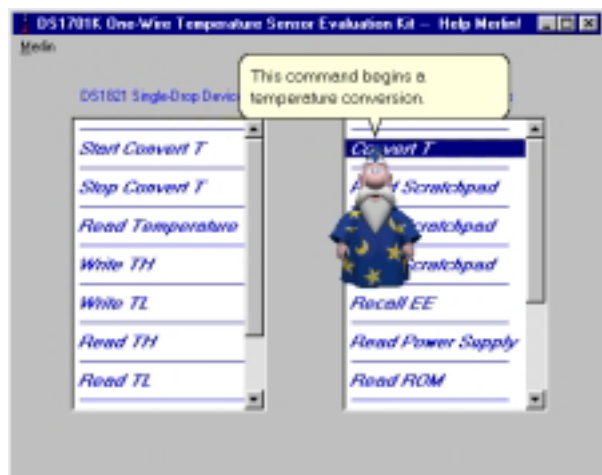 DS1701K One-Wire Temperature Sensor Evaluation Kit -- Help Merlin!
Merlin
This command begins a
temperature conversion.
DS1821 Single-Drop Device
Start Convert T
Stop Convert T
Read Temperature
Write TH
Write TL
Read TH
Read TL
Convert T
Scratchpad
Scratchpad
Scratchpad
Recall EE
Read Power Supply
Read ROM